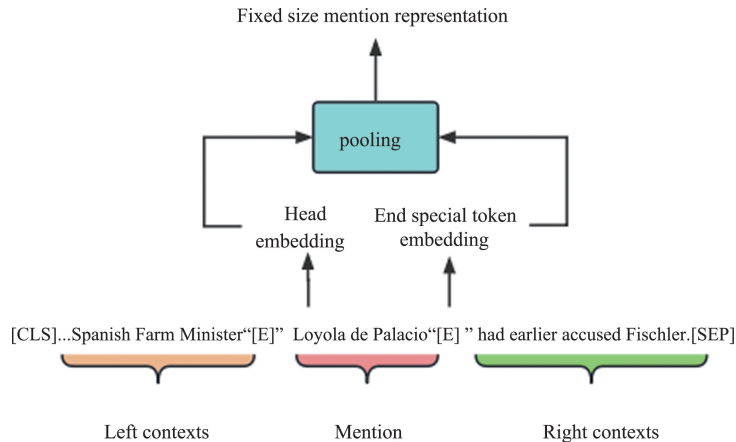 Fixed size mention representation
pooling
Head
embedding
End special token
embedding
[CLS]...Spanish Farm Minister“[E]” Loyola de Palacio“[E] ” had earlier accused Fischler.[SEP]
Left contexts
Mention
Right contexts